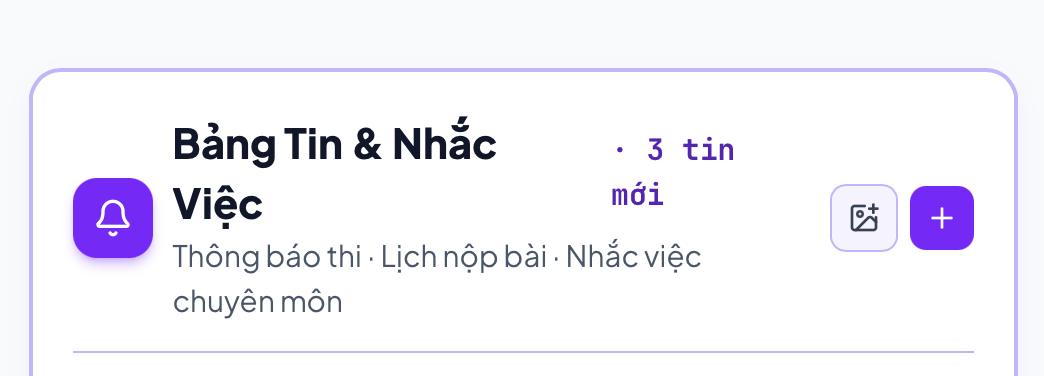 Bảng Tin & Nhắc
Việc
· 3 tin
mới
Thông báo thi · Lịch nộp bài · Nhắc việc
chuyên môn